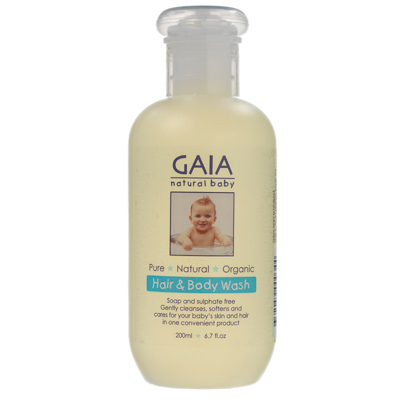 GAIA
natural baby
Pure ★ Natural ★ Organic
Hair & Body Wash
Soap and sulphate free
Gently cleanses, softens and
cares for your baby's skin and hair
in one convenient product
200ml ★ 6.7 fl.oz